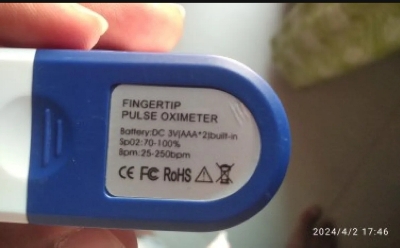 FINGERTIP
PULSE OXIMETER
Battery:DC 3V(AAA*2)built-in
Sp02:70-100%
Bpm:25-250bpm
CE FC RoHS
2024/4/2 17:46